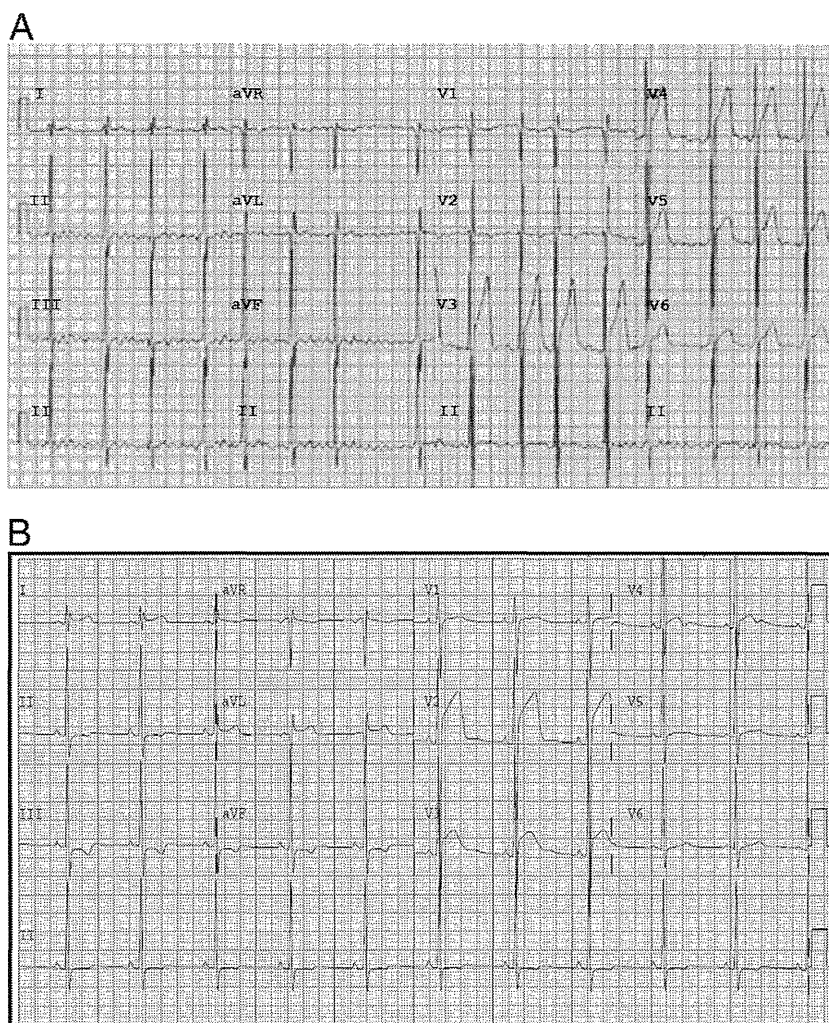 A
I aVR V1 V4
II aVL V2 V5
III aVF V3 V6
II II II II
B
I aVR V1 V4
II aVL V2 V5
III aVF V3 V6
II